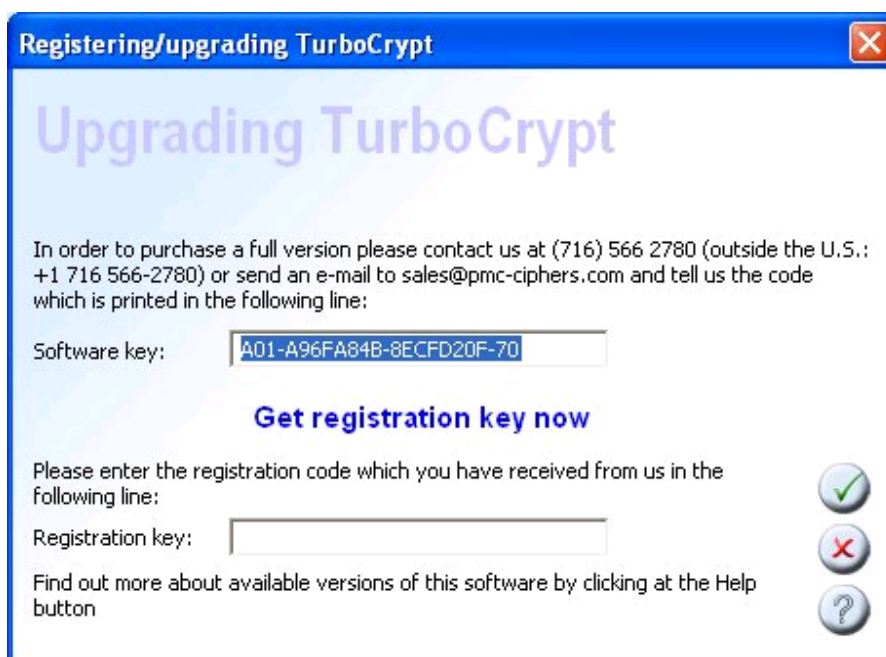 Registering/upgrading TurboCrypt
Upgrading TurboCrypt
In order to purchase a full version please contact us at (716) 566 2780 (outside the U.S.:
+1 716 566-2780) or send an e-mail to sales@pmc-ciphers.com and tell us the code
which is printed in the following line:
Software key: A01-A96FA84B-8ECFD20F-70
Get registration key now
Please enter the registration code which you have received from us in the
following line:
Registration key:
Find out more about available versions of this software by clicking at the Help
button